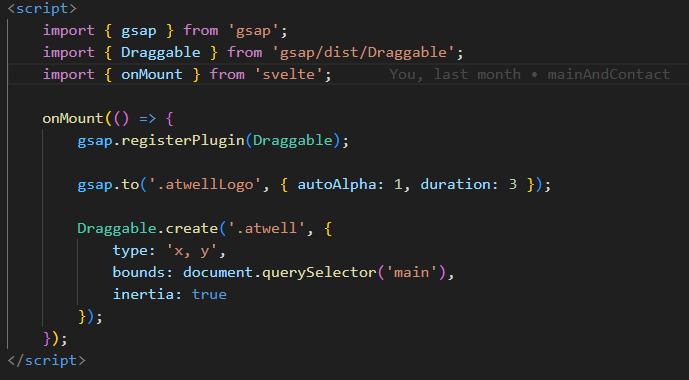 <script>
import { gsap } from 'gsap';
import { Draggable } from 'gsap/dist/Draggable';
import { onMount } from 'svelte';    You, last month • mainAndContact
onMount(() => {
gsap.registerPlugin(Draggable);
gsap.to('.atwellLogo', { autoAlpha: 1, duration: 3 });
Draggable.create('.atwell', {
type: 'x, y',
bounds: document.querySelector('main'),
inertia: true
});
});
</script>